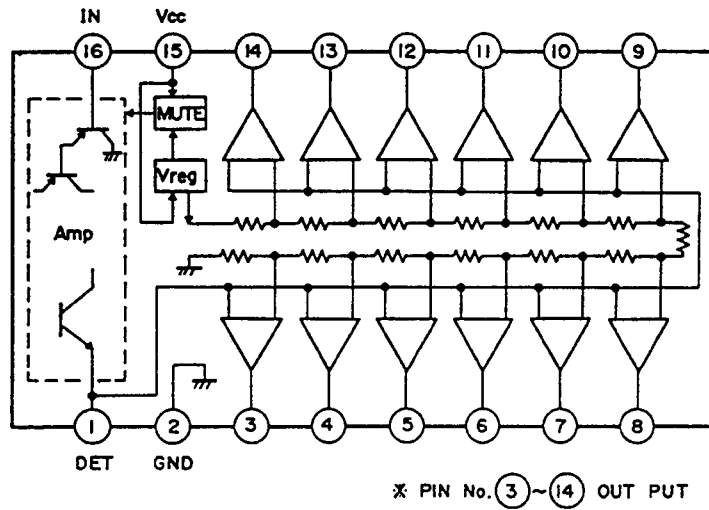 IN Vcc
16 15 14 13 12 11 10 9
MUTE
Vreg
Amp
1 2 3 4 5 6 7 8
DET GND
※ PIN No. 3 ~ 14 OUT PUT